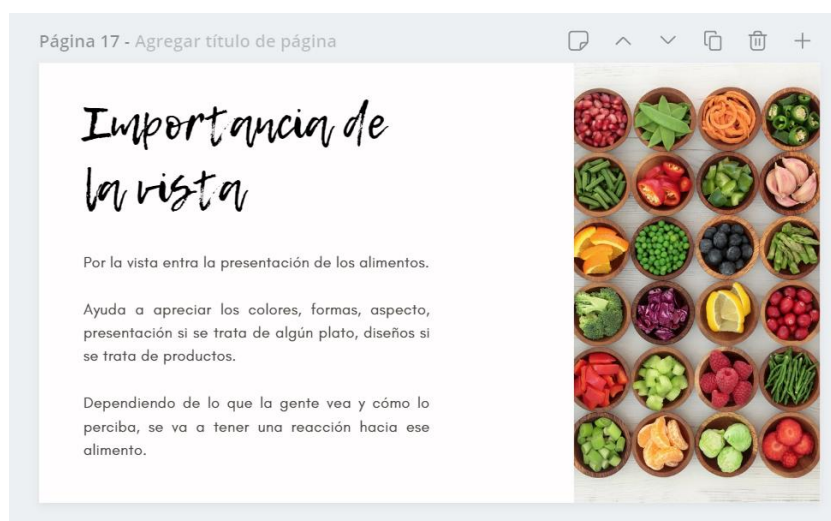 Página 17 - Agregar título de página
Importancia de
la vista
Por la vista entra la presentación de los alimentos.
Ayuda a apreciar los colores, formas, aspecto,
presentación si se trata de algún plato, diseños si
se trata de productos.
Dependiendo de lo que la gente vea y cómo lo
perciba, se va a tener una reacción hacia ese
alimento.